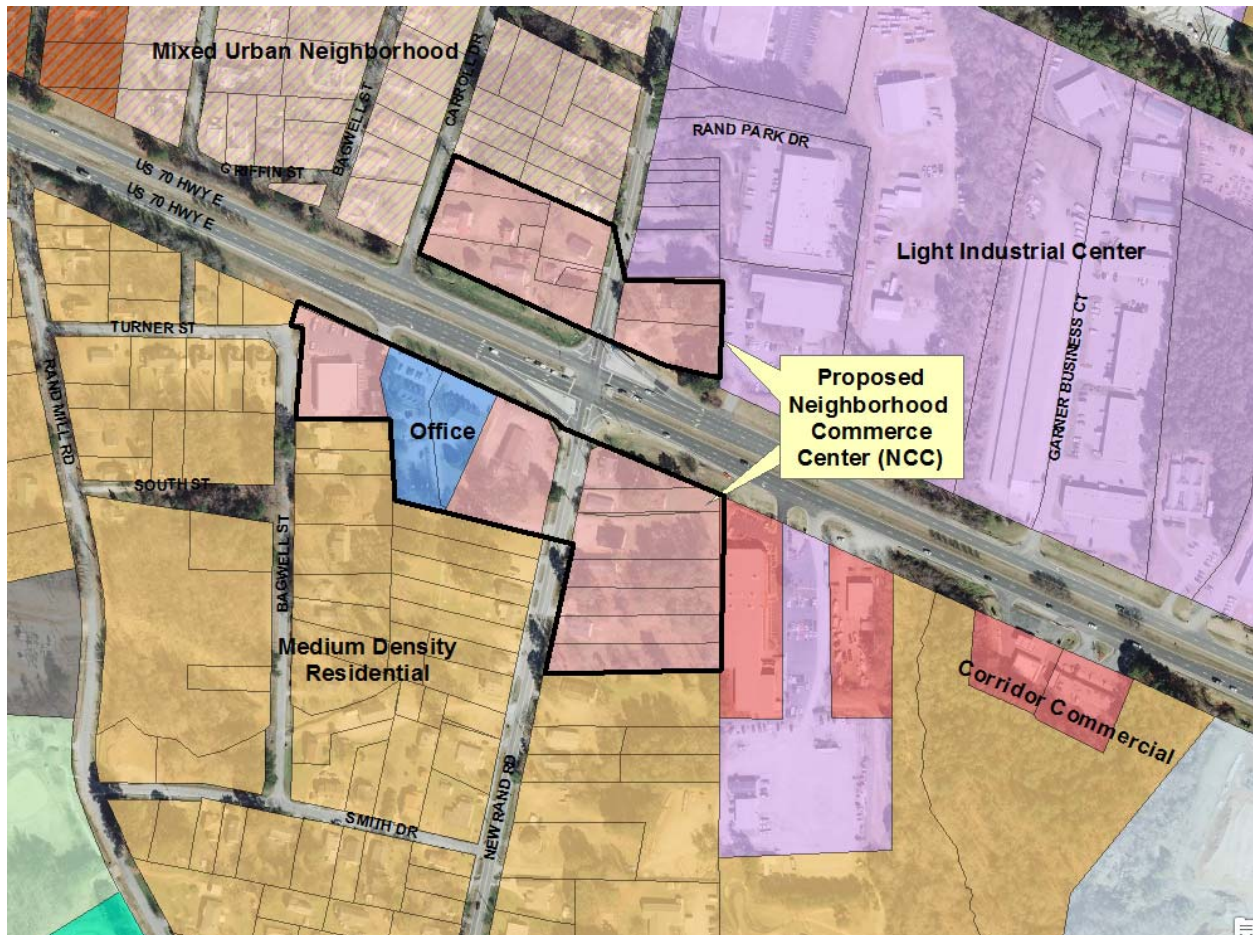 Mixed Urban Neighborhood
CARROLL DR
BAGWELL ST
RAND PARK DR
GRIFFIN ST
US 70 HWY E
US 70 HWY E
Light Industrial Center
TURNER ST
RAND MILL RD
GARNER BUSINESS CT
Proposed
Neighborhood
Commerce
Center (NCC)
Office
SOUTH ST
BAGWELL ST
Medium Density
Residential
Corridor Commercial
NEW RAND RD
SMITH DR